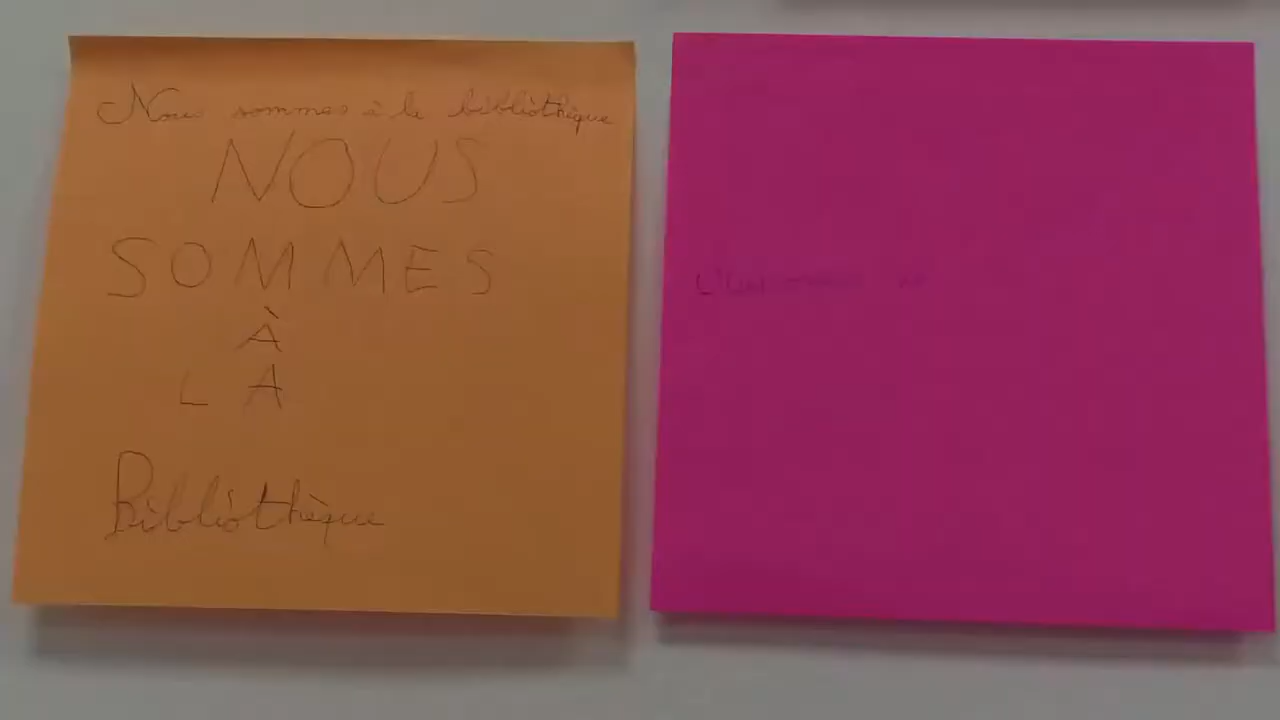 Nous sommes à la bibliothèque
NOUS
SOMMES
À
LA
Bibliothèque